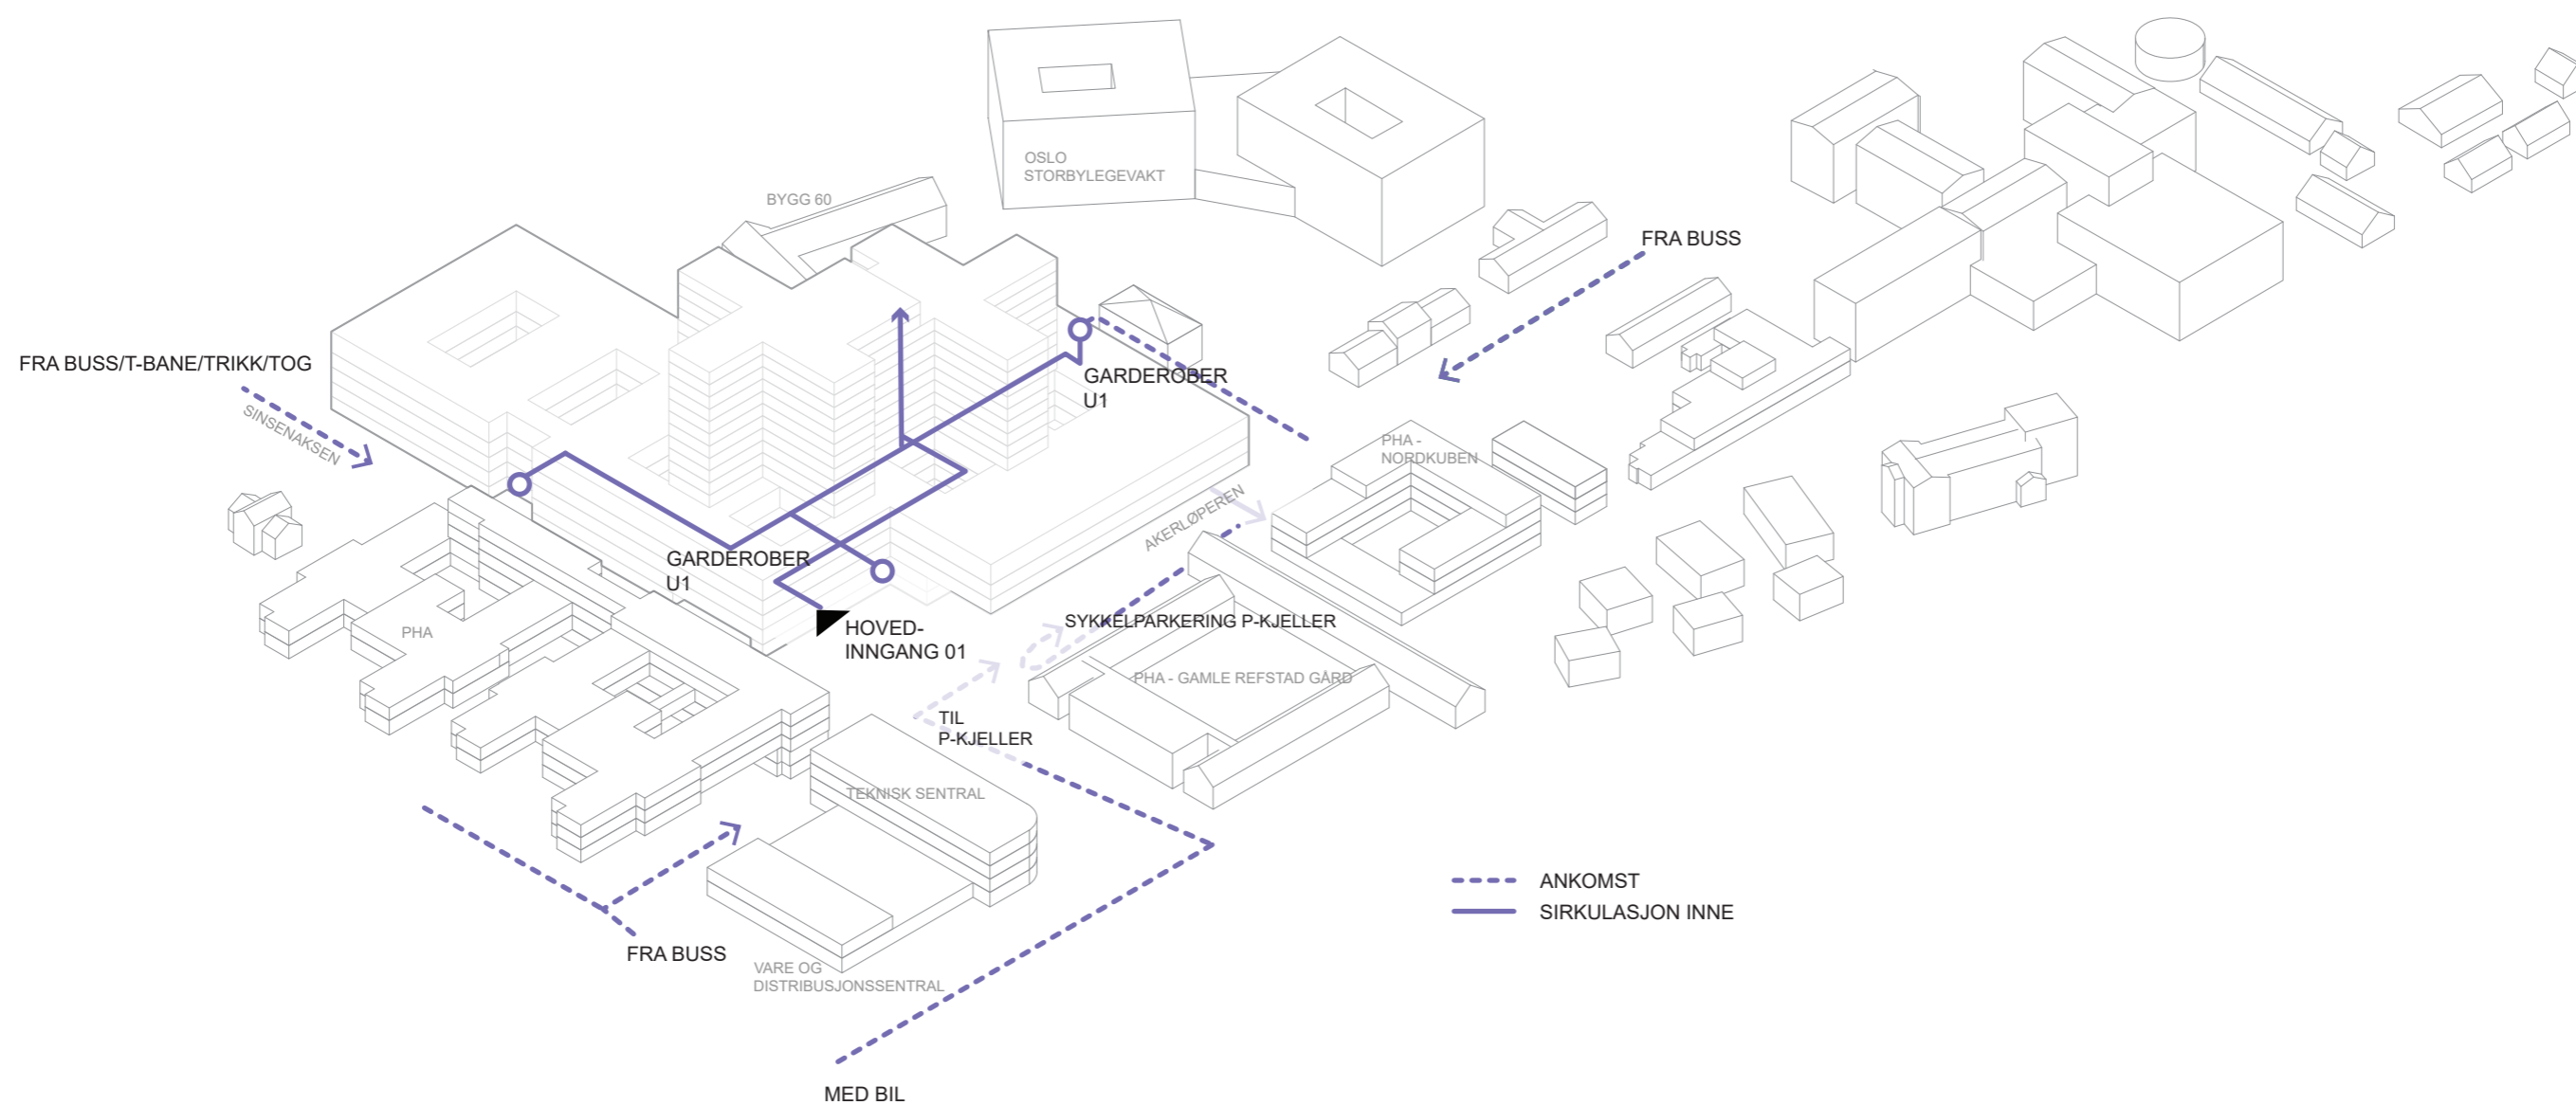 OSLO
STORBYLEGEVAKT
BYGG 60
FRA BUSS
FRA BUSS/T-BANE/TRIKK/TOG
SINSENAKSEN
GARDEROBER
U1
PHA -
NORDKUBEN
AKERLØPEREN
GARDEROBER
U1
HOVED-
INNGANG 01
SYKKELPARKERING P-KJELLER
PHA
PHA - GAMLE REFSTAD GÅRD
TIL
P-KJELLER
TEKNISK SENTRAL
ANKOMST
SIRKULASJON INNE
FRA BUSS
VARE OG
DISTRIBUSJONSSENTRAL
MED BIL